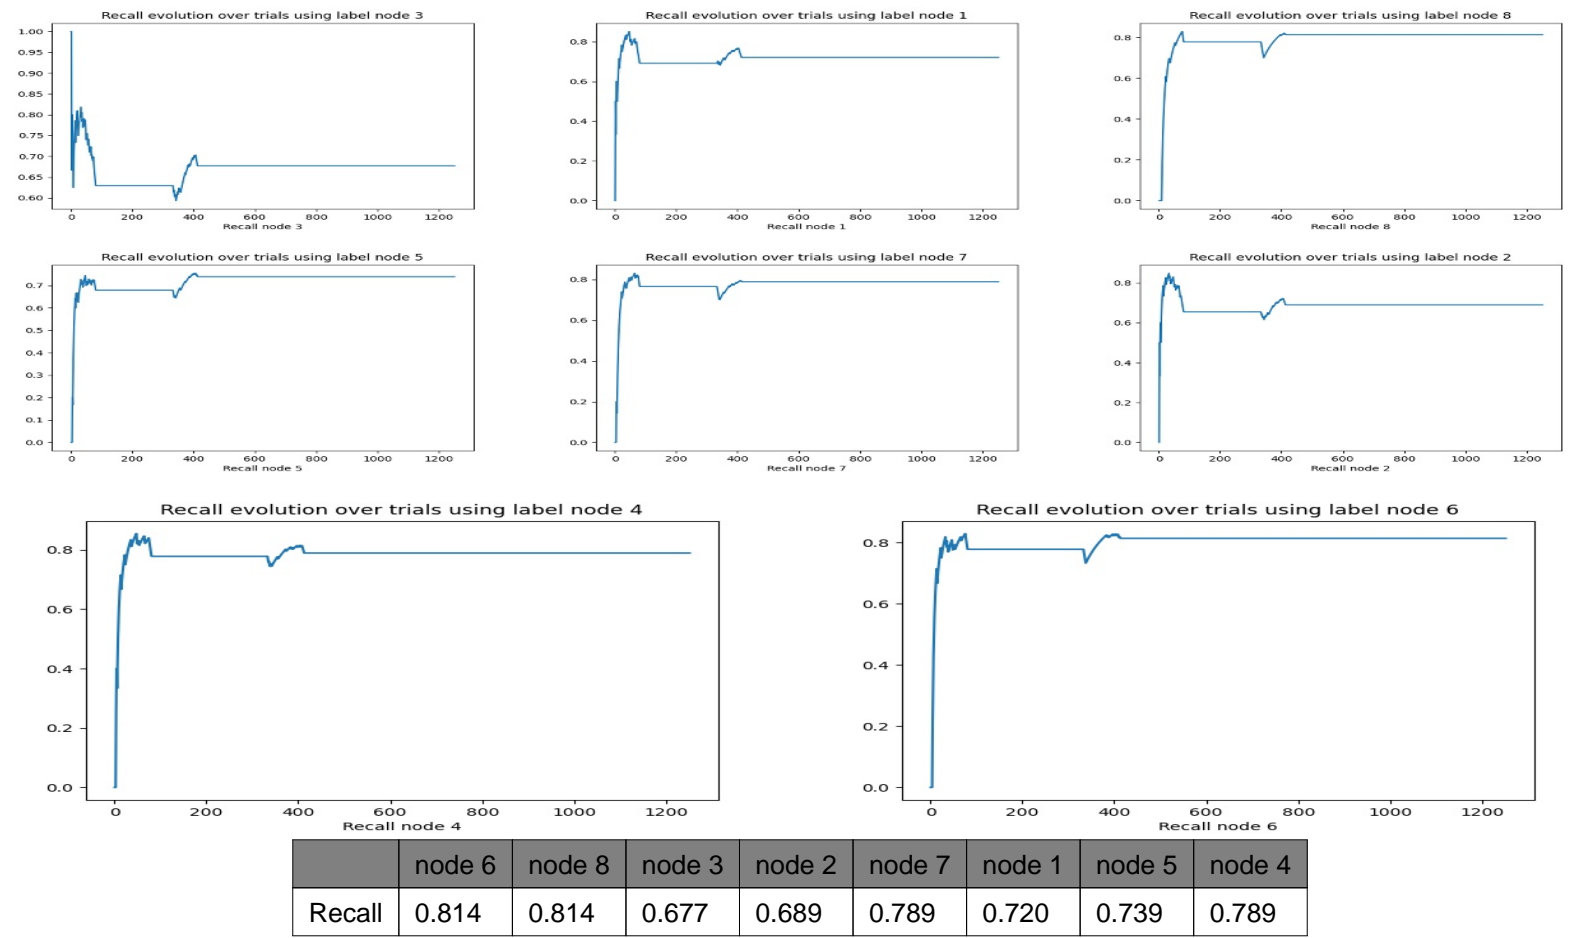 Recall evolution over trials using label node 3
1.00
0.95
0.90
0.85
0.80
0.75
0.70
0.65
0.60
0 200 400 600 800 1000 1200
Recall node 3
Recall evolution over trials using label node 1
0.8
0.6
0.4
0.2
0.0
0 200 400 600 800 1000 1200
Recall node 1
Recall evolution over trials using label node 8
0.8
0.6
0.4
0.2
0.0
0 200 400 600 800 1000 1200
Recall node 8
Recall evolution over trials using label node 5
0.7
0.6
0.5
0.4
0.3
0.2
0.1
0.0
0 200 400 600 800 1000 1200
Recall node 5
Recall evolution over trials using label node 7
0.8
0.6
0.4
0.2
0.0
0 200 400 600 800 1000 1200
Recall node 7
Recall evolution over trials using label node 2
0.8
0.6
0.4
0.2
0.0
0 200 400 600 800 1000 1200
Recall node 2
Recall evolution over trials using label node 4
0.8
0.6
0.4
0.2
0.0
0 200 400 600 800 1000 1200
Recall node 4
Recall evolution over trials using label node 6
0.8
0.6
0.4
0.2
0.0
0 200 400 600 800 1000 1200
Recall node 6
node 6 node 8 node 3 node 2 node 7 node 1 node 5 node 4
Recall 0.814 0.814 0.677 0.689 0.789 0.720 0.739 0.789